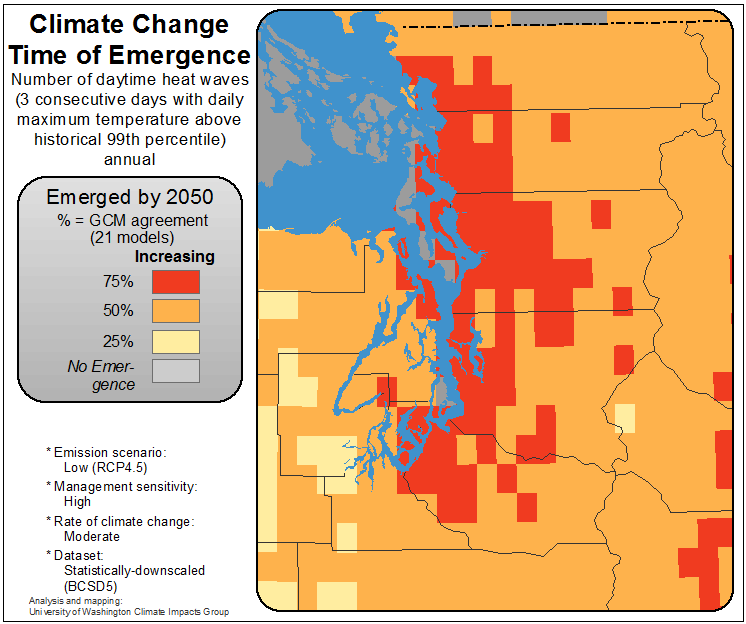 Climate Change
Time of Emergence
Number of daytime heat waves
(3 consecutive days with daily
maximum temperature above
historical 99th percentile)
annual
Emerged by 2050
% = GCM agreement
(21 models)
Increasing
75%
50%
25%
No Emer-
gence
* Emission scenario:
Low (RCP4.5)
* Management sensitivity:
High
* Rate of climate change:
Moderate
* Dataset:
Statistically-downscaled
(BCSD5)
Analysis and mapping:
University of Washington Climate Impacts Group